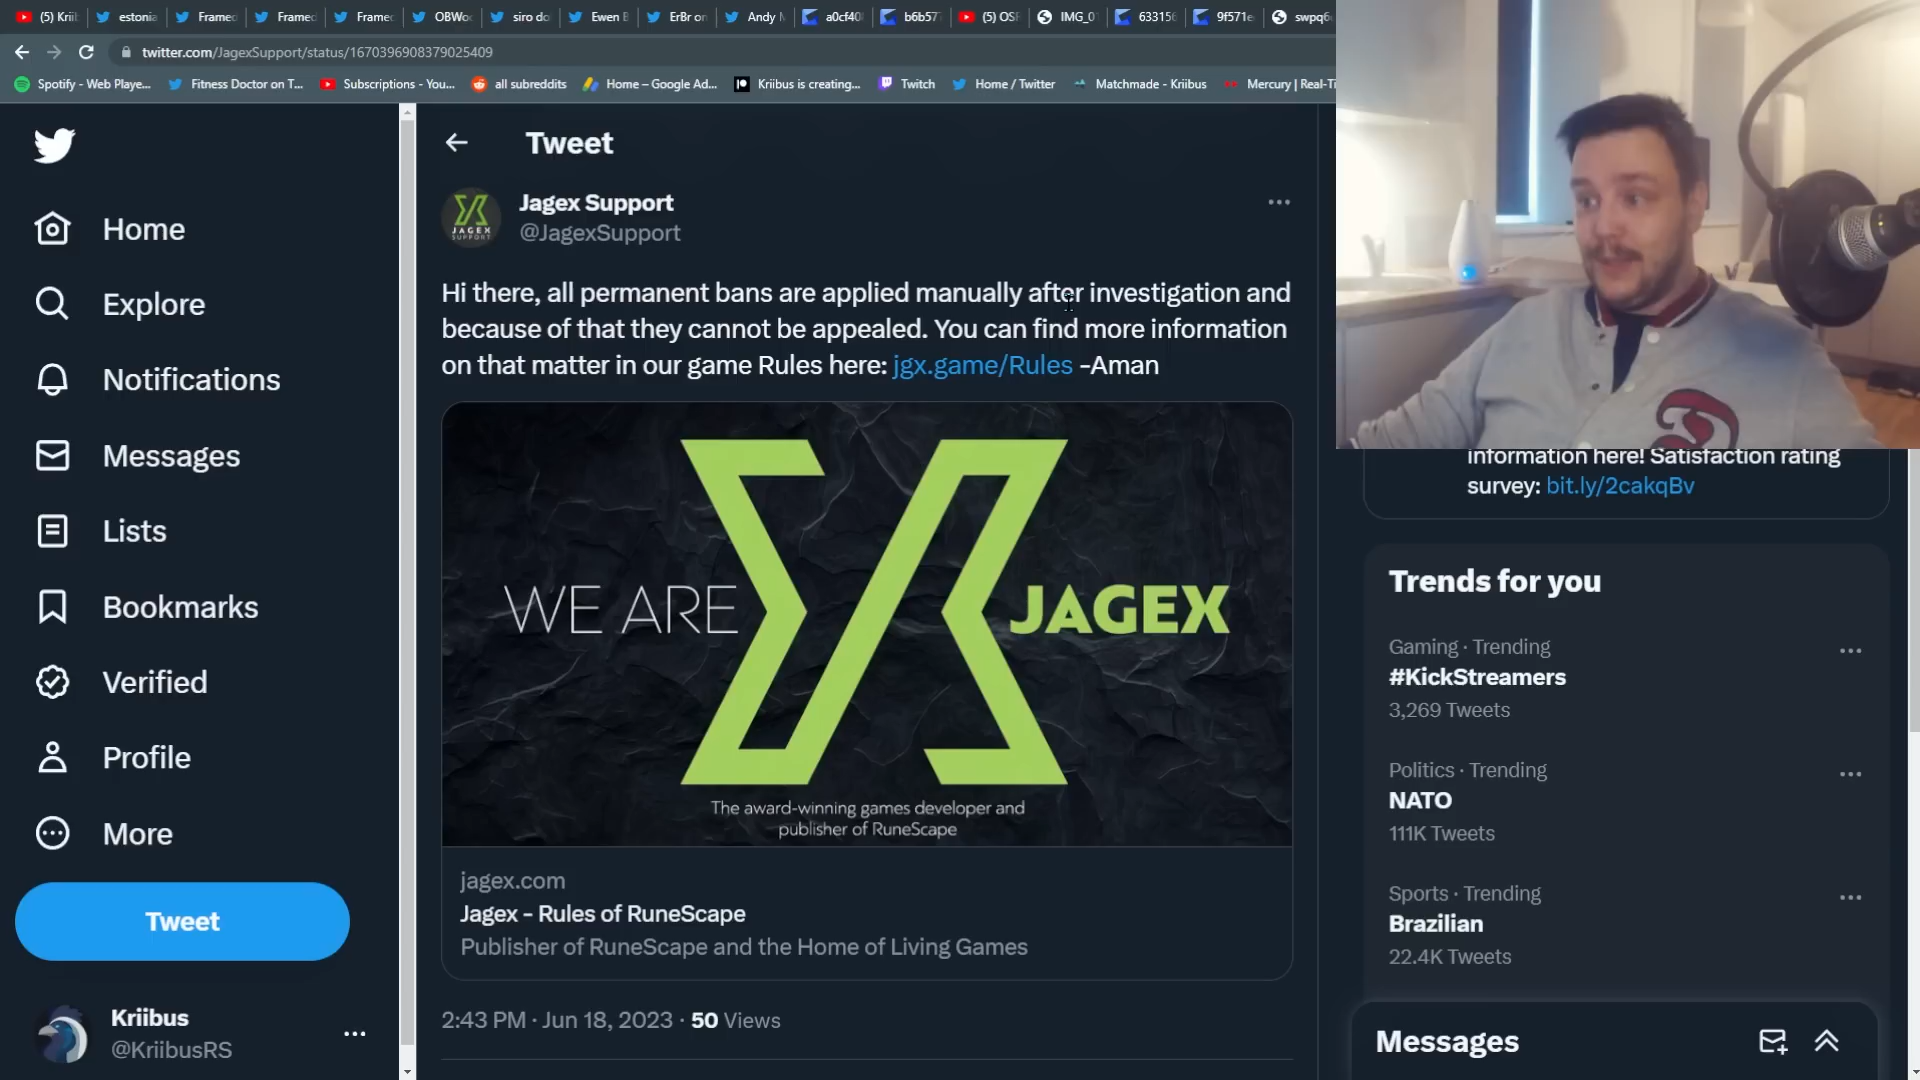 (5) Krii
estonia
Framed
Framed
Framed
OBWo
siro do
Ewen B
ErBr on
Andy M
a0cf40
b6b57
(5) OSR
IMG_0
633156
9f571e
swpq6
twitter.com/JagexSupport/status/1670396908379025409
Spotify - Web Playe...
Fitness Doctor on T...
Subscriptions - You...
all subreddits
Home – Google Ad...
Kriibus is creating...
Twitch
Home / Twitter
Matchmade - Kriibus
Mercury | Real-Ti
Home
Explore
Notifications
Messages
Lists
Bookmarks
Verified
Profile
More
Tweet
Kriibus
@KriibusRS
Tweet
JAGEX
SUPPORT
Jagex Support
@JagexSupport
Hi there, all permanent bans are applied manually after investigation and
because of that they cannot be appealed. You can find more information
on that matter in our game Rules here: jgx.game/Rules -Aman
WE ARE
JAGEX
The award-winning games developer and
publisher of RuneScape
jagex.com
Jagex - Rules of RuneScape
Publisher of RuneScape and the Home of Living Games
2:43 PM · Jun 18, 2023 · 50 Views
information here! Satisfaction rating
survey: bit.ly/2cakqBv
Trends for you
Gaming · Trending
#KickStreamers
3,269 Tweets
Politics · Trending
NATO
111K Tweets
Sports · Trending
Brazilian
22.4K Tweets
Messages